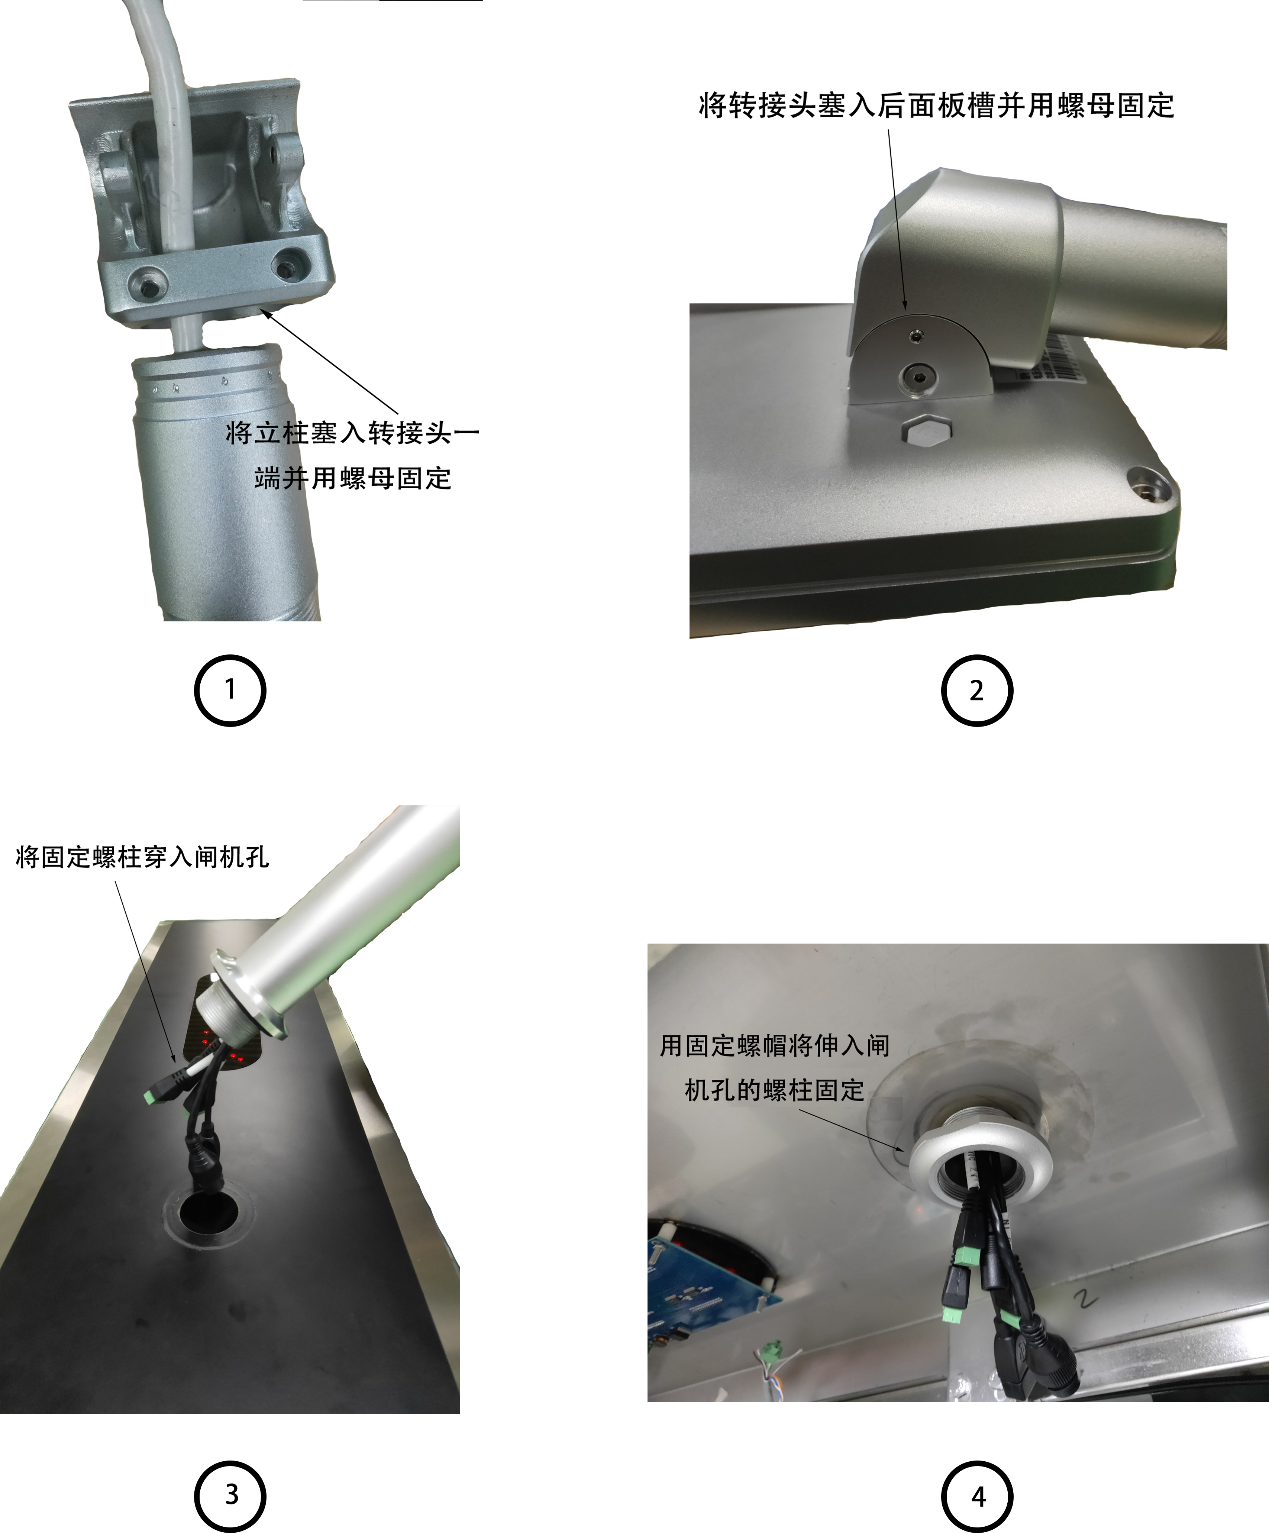 将立柱塞入转接头一
端并用螺母固定
1
将转接头塞入后面板槽并用螺母固定
2
将固定螺柱穿入闸机孔
3
用固定螺帽将伸入闸
机孔的螺柱固定
2
4